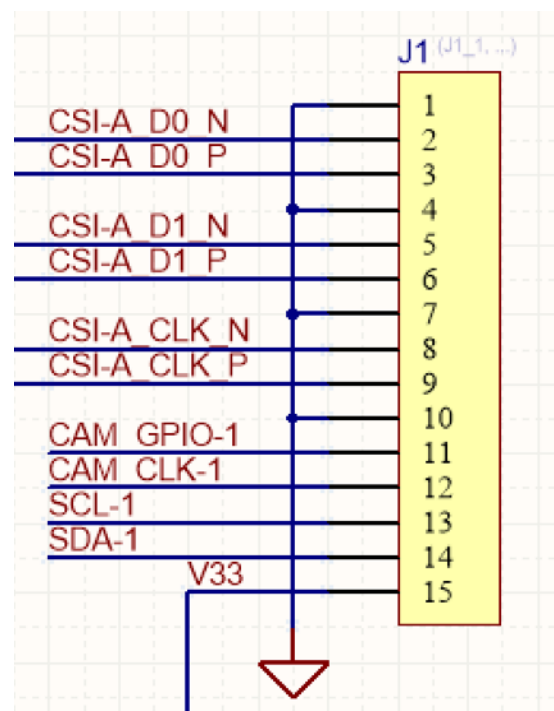 J1 (J1_1, ...)
1
CSI-A_D0_N 2
CSI-A_D0_P 3
4
CSI-A_D1_N 5
CSI-A_D1_P 6
7
CSI-A_CLK_N 8
CSI-A_CLK_P 9
10
CAM_GPIO-1 11
CAM_CLK-1 12
SCL-1 13
SDA-1 14
V33 15